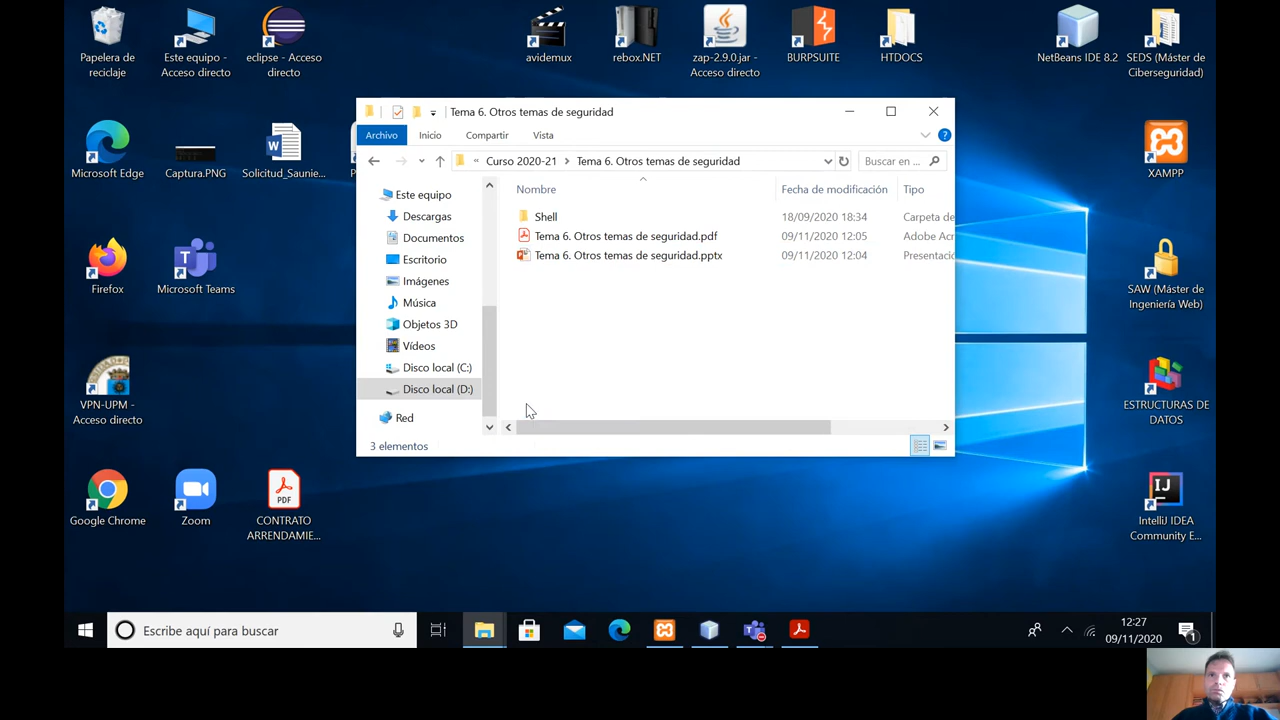 Papelera de
reciclaje
Este equipo -
Acceso directo
eclipse - Acceso
directo
avidemux
rebox.NET
zap-2.9.0.jar -
Acceso directo
BURPSUITE
HTDOCS
NetBeans IDE 8.2
SEDS (Máster de
Ciberseguridad)
Microsoft Edge
Captura.PNG
Solicitud_Saunie...
XAMPP
Firefox
Microsoft Teams
SAW (Máster de
Ingeniería Web)
VPN-UPM -
Acceso directo
ESTRUCTURAS DE
DATOS
Google Chrome
Zoom
PDF
CONTRATO
ARRENDAMIE...
IJ
IntelliJ IDEA
Community E...
Tema 6. Otros temas de seguridad
Archivo
Inicio
Compartir
Vista
?
« Curso 2020-21 > Tema 6. Otros temas de seguridad
Buscar en ...
Este equipo
Descargas
Documentos
Escritorio
Imágenes
Música
Objetos 3D
Vídeos
Disco local (C:)
Disco local (D:)
Red
Nombre
Fecha de modificación
Tipo
Shell
18/09/2020 18:34
Carpeta de
Tema 6. Otros temas de seguridad.pdf
09/11/2020 12:05
Adobe Acr
Tema 6. Otros temas de seguridad.pptx
09/11/2020 12:04
Presentació
3 elementos
Escribe aquí para buscar
12:27
09/11/2020
1